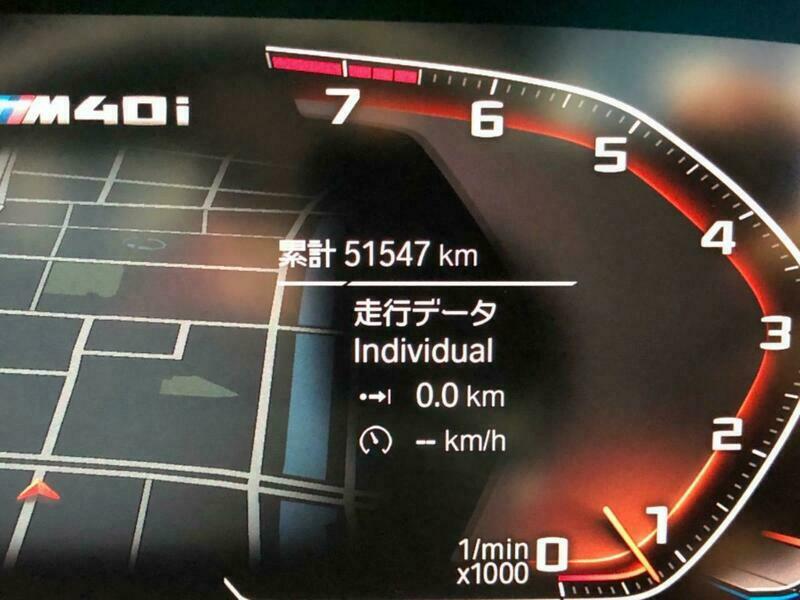 M40i
7
6
5
4
3
2
1
0
累計 51547 km
走行データ
Individual
0.0 km
-- km/h
1/min
x1000